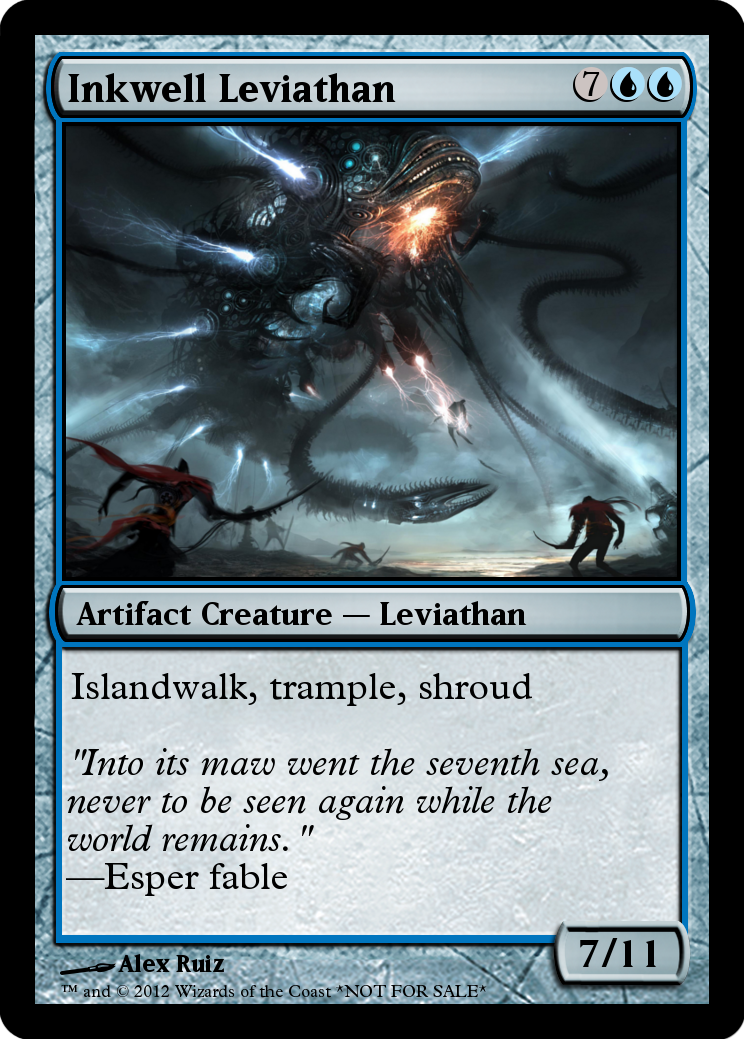 Inkwell Leviathan 7
Artifact Creature — Leviathan
Islandwalk, trample, shroud
"Into its maw went the seventh sea,
never to be seen again while the
world remains."
—Esper fable
7/11
Alex Ruiz
™ and © 2012 Wizards of the Coast *NOT FOR SALE*